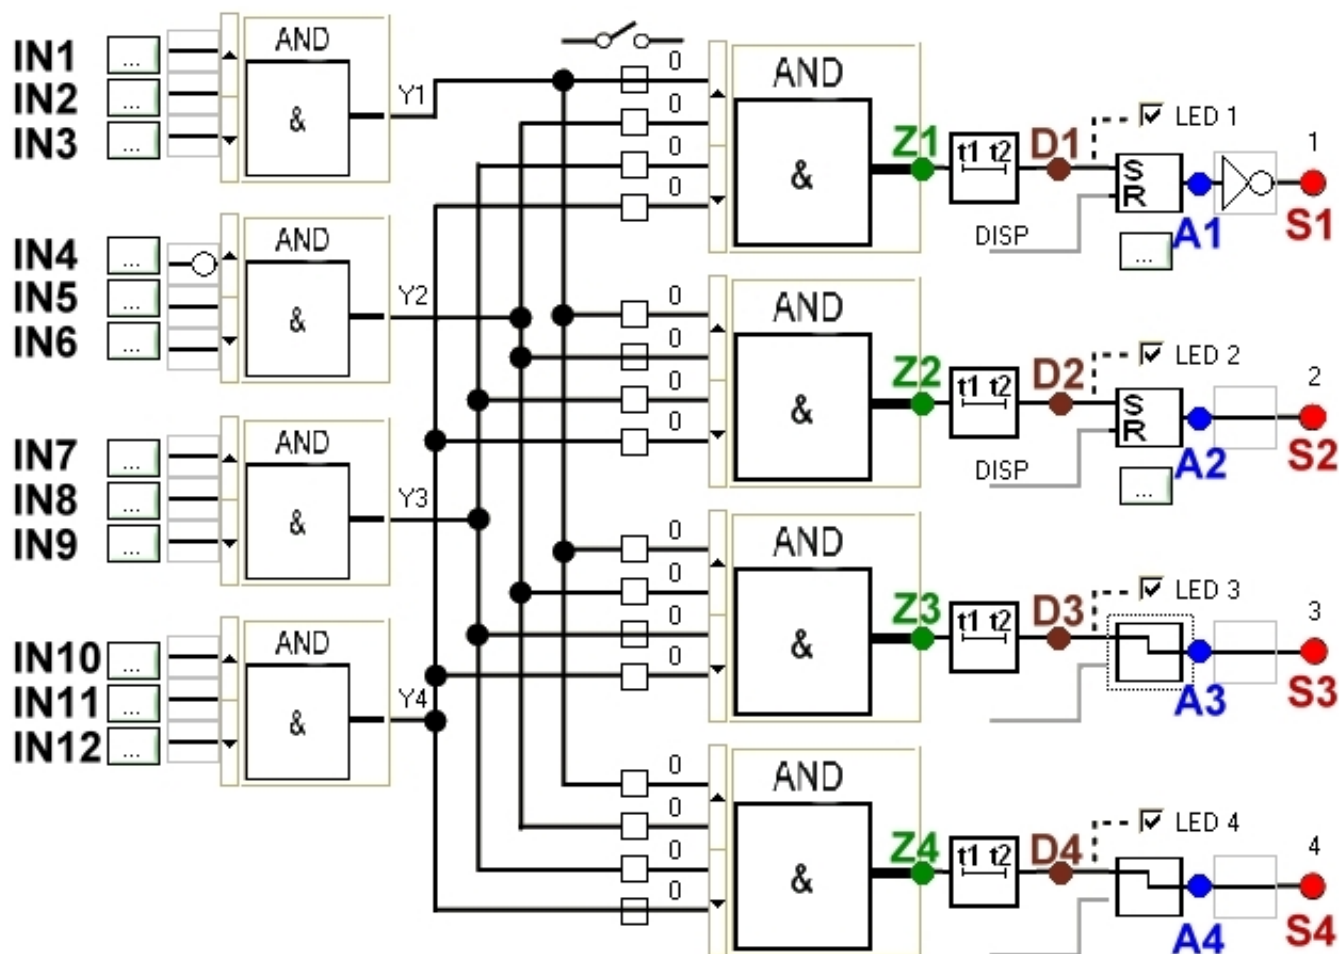 AND
IN1 ...
IN2 ...
IN3 ...
&
Y1
AND
IN4 ...
IN5 ...
IN6 ...
&
Y2
AND
IN7 ...
IN8 ...
IN9 ...
&
Y3
AND
IN10 ...
IN11 ...
IN12 ...
&
Y4
0
0
0
0
AND
&
Z1
t1 t2
D1
LED 1
S
R
DISP
...
A1
1
S1
0
0
0
0
AND
&
Z2
t1 t2
D2
LED 2
S
R
DISP
...
A2
2
S2
0
0
0
0
AND
&
Z3
t1 t2
D3
LED 3
A3
3
S3
0
0
0
0
AND
&
Z4
t1 t2
D4
LED 4
A4
4
S4